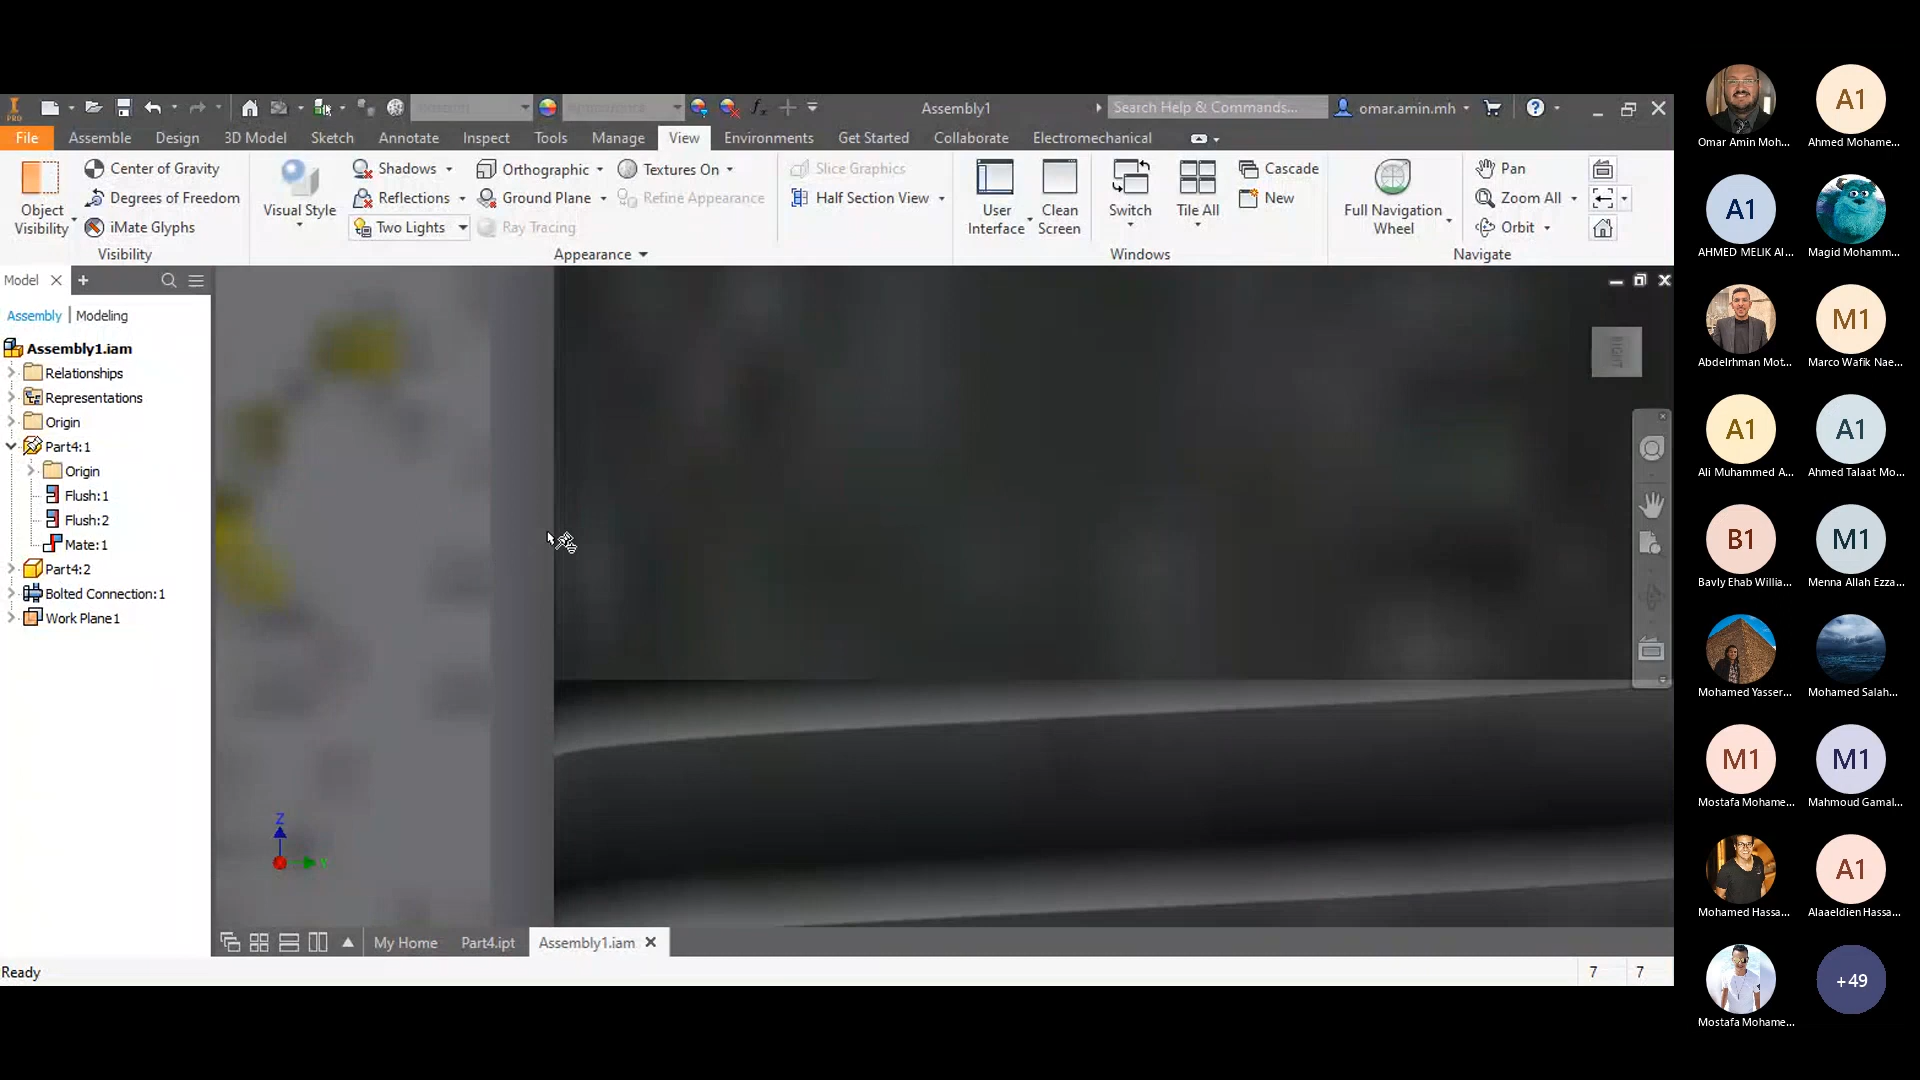 PRO
Assembly1
Search Help & Commands...
omar.amin.mh
File
Assemble
Design
3D Model
Sketch
Annotate
Inspect
Tools
Manage
View
Environments
Get Started
Collaborate
Electromechanical
Object
Visibility
Center of Gravity
Degrees of Freedom
iMate Glyphs
Visibility
Visual Style
Shadows
Reflections
Two Lights
Orthographic
Ground Plane
Ray Tracing
Textures On
Refine Appearance
Appearance
Slice Graphics
Half Section View
User
Interface
Clean
Screen
Switch
Tile All
Cascade
New
Windows
Full Navigation
Wheel
Pan
Zoom All
Orbit
Navigate
Model
Assembly | Modeling
Assembly1.iam
Relationships
Representations
Origin
Part4:1
Origin
Flush:1
Flush:2
Mate:1
Part4:2
Bolted Connection:1
Work Plane1
RIGHT
Z
Y
My Home
Part4.ipt
Assembly1.iam
Ready
7
7
Omar Amin Moh...
A1
Ahmed Mohame...
A1
AHMED MELIK Al...
Magid Mohamm...
Abdelrhman Mot...
M1
Marco Wafik Nae...
A1
Ali Muhammed A...
A1
Ahmed Talaat Mo...
B1
Bavly Ehab Willia...
M1
Menna Allah Ezza...
Mohamed Yasser...
Mohamed Salah...
M1
Mostafa Mohame...
M1
Mahmoud Gamal...
Mohamed Hassa...
A1
Alaaeldien Hassa...
Mostafa Mohame...
+49